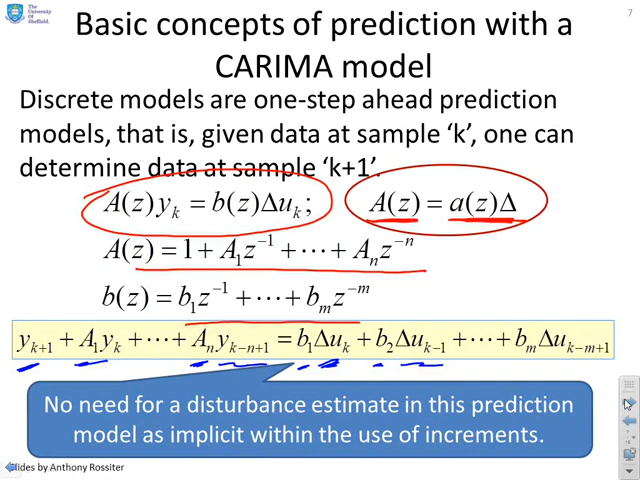 The
University
Of
Sheffield.
7
Basic concepts of prediction with a
CARIMA model
Discrete models are one-step ahead prediction
models, that is, given data at sample ‘k’, one can
determine data at sample ‘k+1’.
A(z)y_k = b(z)Δu_k; A(z) = a(z)Δ
A(z) = 1 + A_1z^{-1} + ⋯ + A_nz^{-n}
b(z) = b_1z^{-1} + ⋯ + b_mz^{-m}
y_{k+1} + A_1y_k + ⋯ + A_ny_{k-n+1} = b_1Δu_k + b_2Δu_{k-1} + ⋯ + b_mΔu_{k-m+1}
No need for a disturbance estimate in this prediction
model as implicit within the use of increments.
Slides by Anthony Rossiter